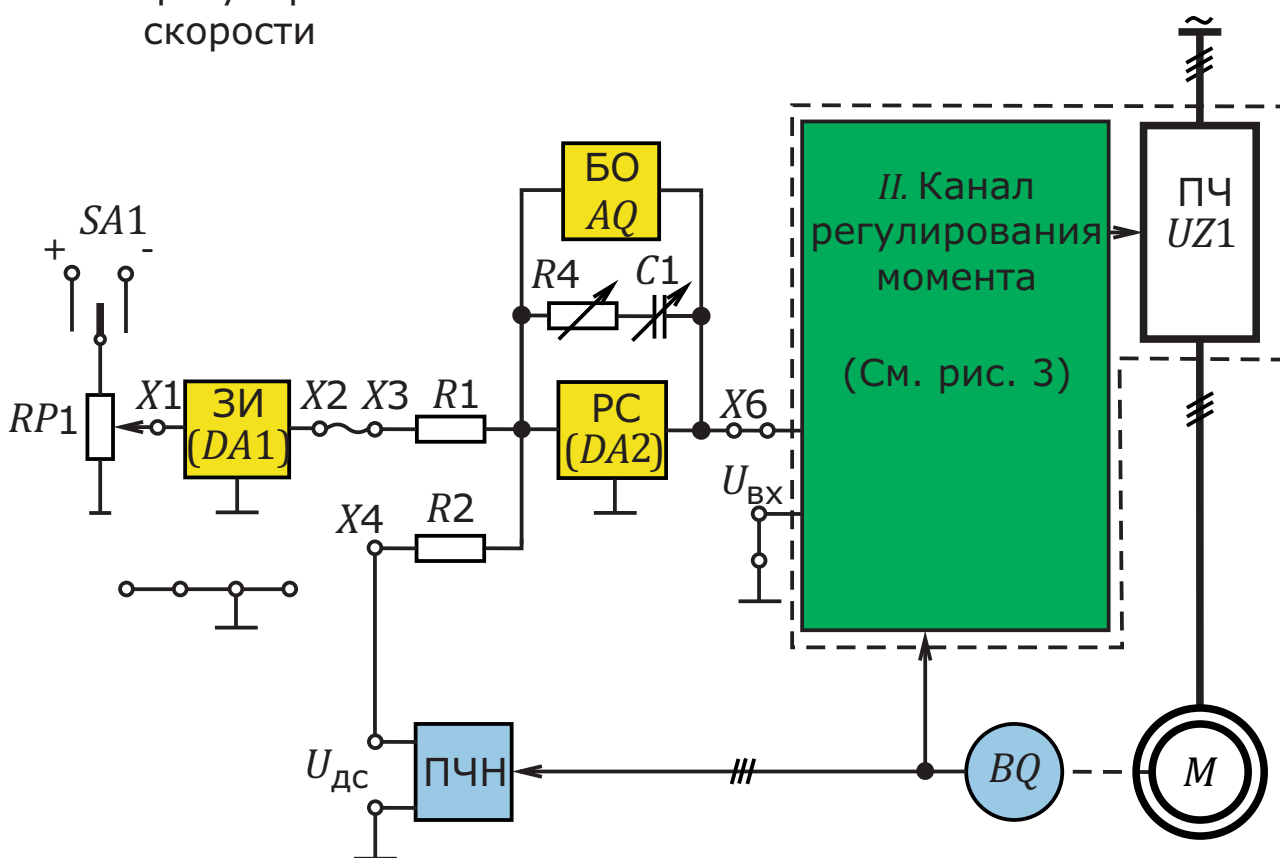 скорости
~
БО
AQ
II. Канал
регулирования
момента
(См. рис. 3)
ПЧ
UZ1
SA1
+ -
R4 C1
RP1
X1
ЗИ
(DA1)
X2 X3
R1
РС
(DA2)
X6
Uвх
X4
R2
Uдс
ПЧН
BQ
M